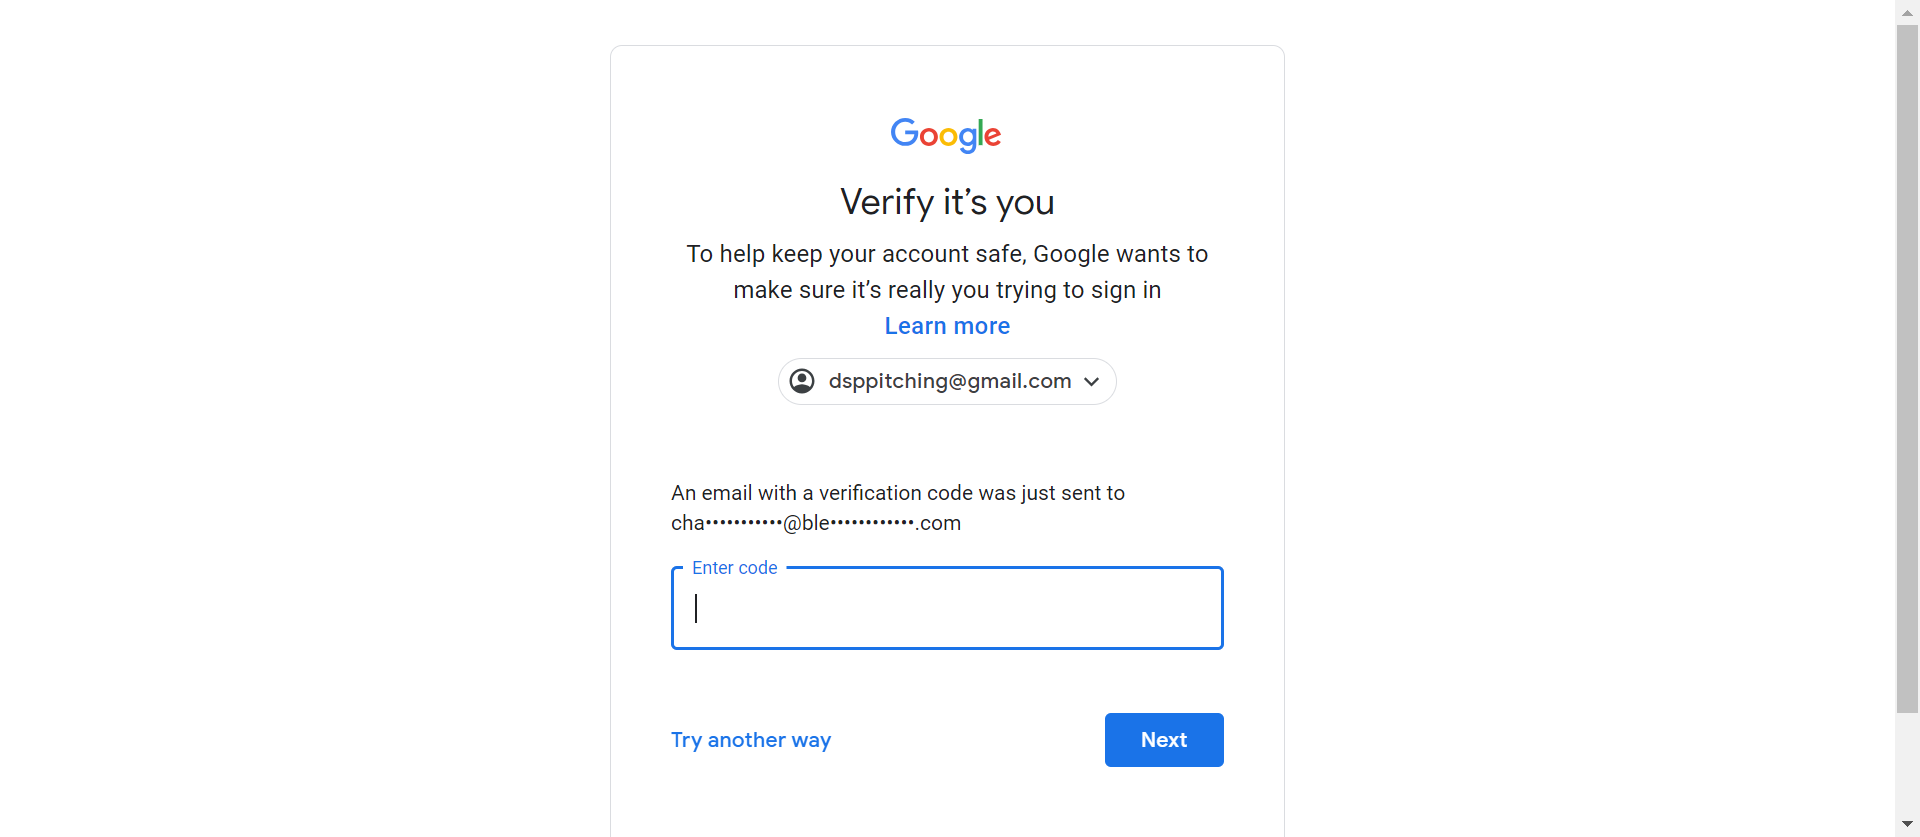 Google
Verify it’s you
To help keep your account safe, Google wants to
make sure it’s really you trying to sign in
Learn more
dsppitching@gmail.com
An email with a verification code was just sent to
cha•••••••••••@ble••••••••••••.com
Enter code
Try another way
Next